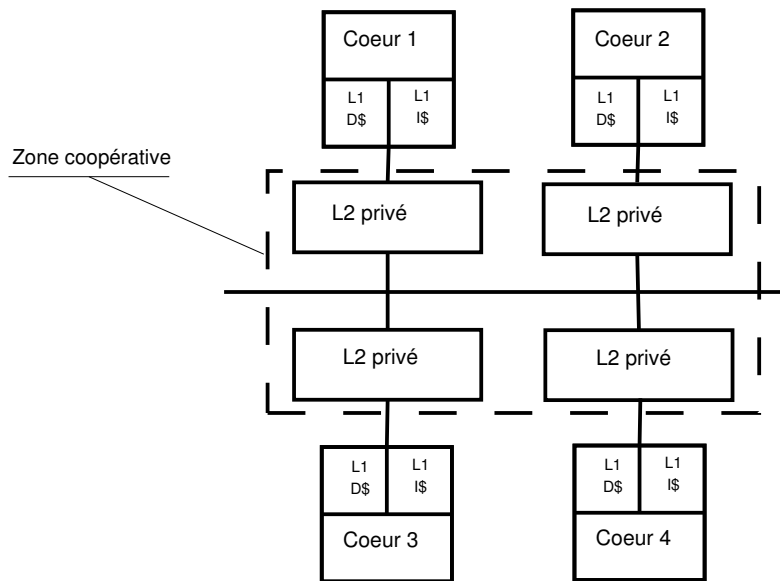 Coeur 1
Coeur 2
L1 L1
D$ I$
L1 L1
D$ I$
Zone coopérative
L2 privé
L2 privé
L2 privé
L2 privé
L1 L1
D$ I$
L1 L1
D$ I$
Coeur 3
Coeur 4